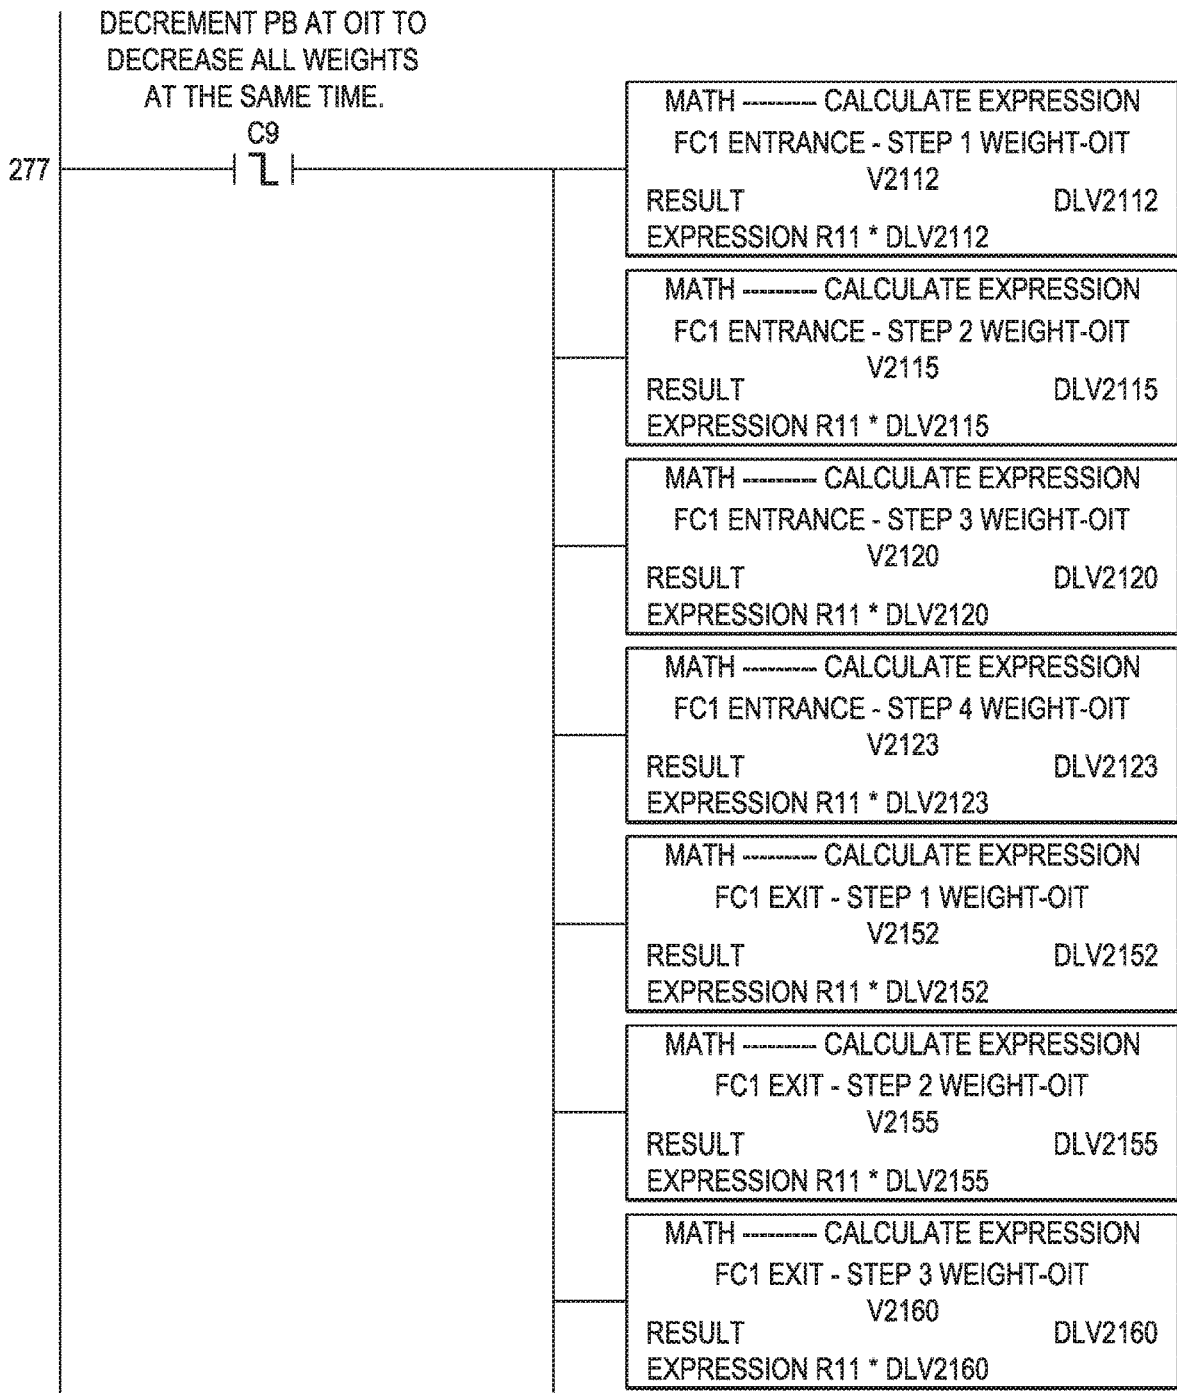 DECREMENT PB AT OIT TO
DECREASE ALL WEIGHTS
AT THE SAME TIME.
C9
277
MATH --------- CALCULATE EXPRESSION
FC1 ENTRANCE - STEP 1 WEIGHT-OIT
V2112
RESULT DLV2112
EXPRESSION R11 * DLV2112
MATH --------- CALCULATE EXPRESSION
FC1 ENTRANCE - STEP 2 WEIGHT-OIT
V2115
RESULT DLV2115
EXPRESSION R11 * DLV2115
MATH --------- CALCULATE EXPRESSION
FC1 ENTRANCE - STEP 3 WEIGHT-OIT
V2120
RESULT DLV2120
EXPRESSION R11 * DLV2120
MATH --------- CALCULATE EXPRESSION
FC1 ENTRANCE - STEP 4 WEIGHT-OIT
V2123
RESULT DLV2123
EXPRESSION R11 * DLV2123
MATH --------- CALCULATE EXPRESSION
FC1 EXIT - STEP 1 WEIGHT-OIT
V2152
RESULT DLV2152
EXPRESSION R11 * DLV2152
MATH --------- CALCULATE EXPRESSION
FC1 EXIT - STEP 2 WEIGHT-OIT
V2155
RESULT DLV2155
EXPRESSION R11 * DLV2155
MATH --------- CALCULATE EXPRESSION
FC1 EXIT - STEP 3 WEIGHT-OIT
V2160
RESULT DLV2160
EXPRESSION R11 * DLV2160